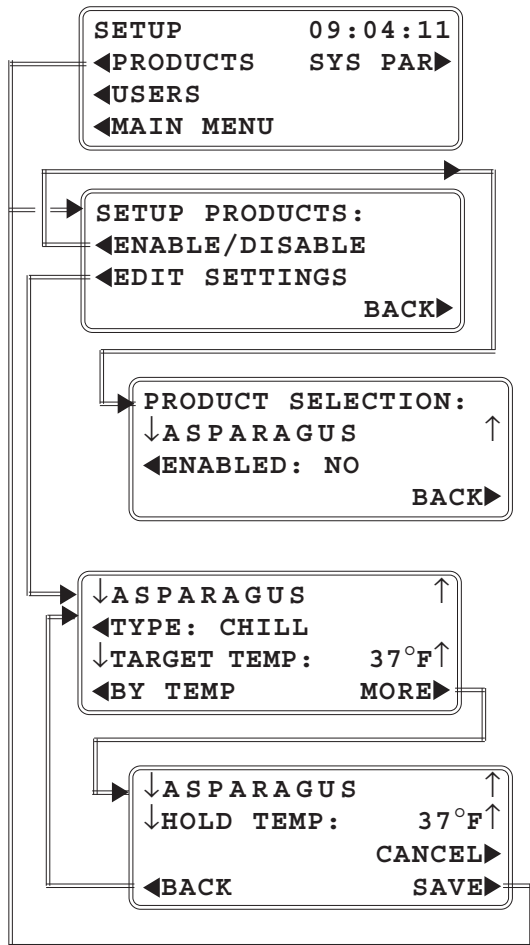 SETUP 09:04:11
◀PRODUCTS SYS PAR▶
◀USERS
◀MAIN MENU
SETUP PRODUCTS:
◀ENABLE/DISABLE
◀EDIT SETTINGS
BACK▶
PRODUCT SELECTION:
↓ASPARAGUS ↑
◀ENABLED: NO
BACK▶
↓ASPARAGUS ↑
◀TYPE: CHILL
↓TARGET TEMP: 37°F↑
◀BY TEMP MORE▶
↓ASPARAGUS ↑
↓HOLD TEMP: 37°F↑
CANCEL▶
◀BACK SAVE▶